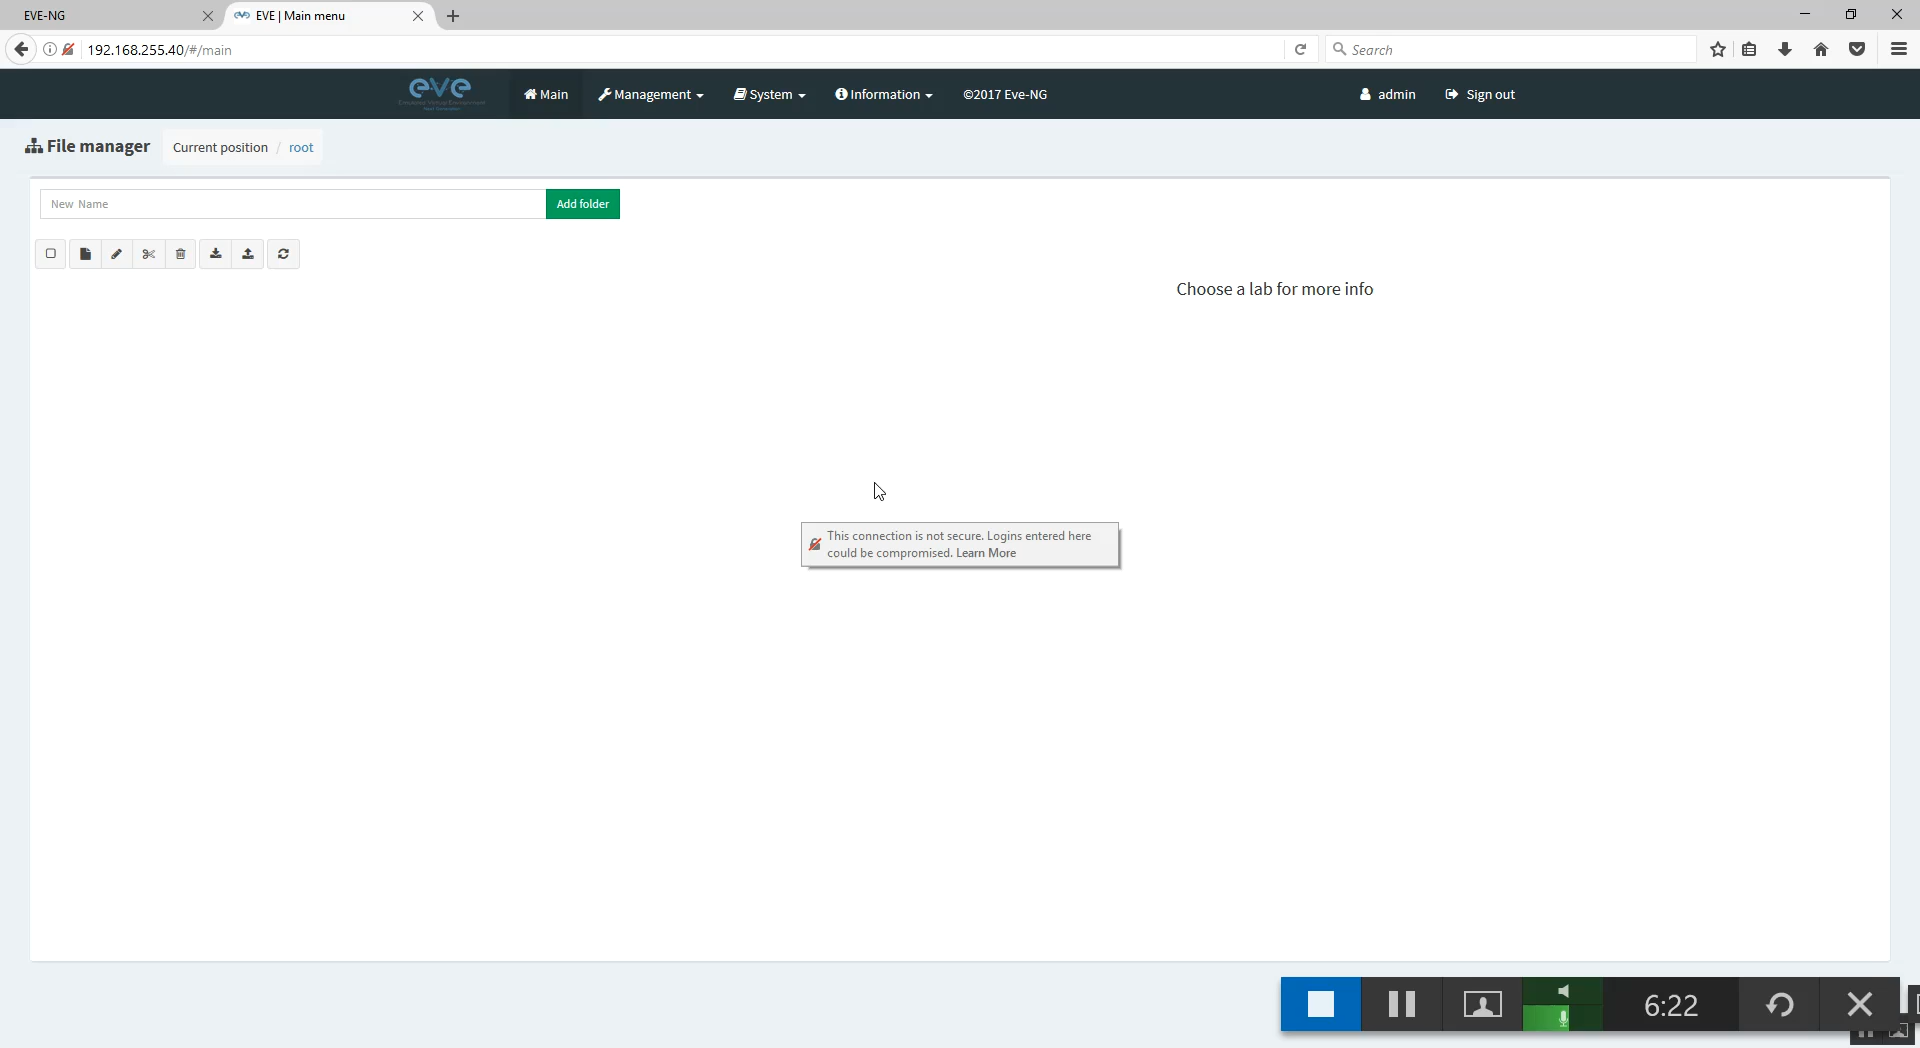 EVE-NG
EVE | Main menu
192.168.255.40/#/main
Search
eve
Main
Management
System
Information
©2017 Eve-NG
admin
Sign out
File manager
Current position / root
New Name
Add folder
Choose a lab for more info
This connection is not secure. Logins entered here
could be compromised. Learn More
6:22